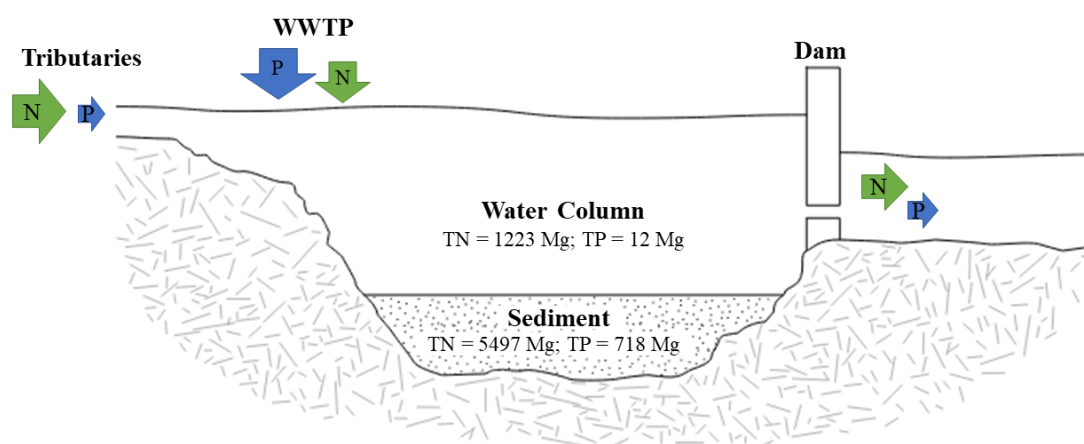 WWTP
Tributaries
Dam
P
N
N
P
N
P
Water Column
TN = 1223 Mg; TP = 12 Mg
Sediment
TN = 5497 Mg; TP = 718 Mg